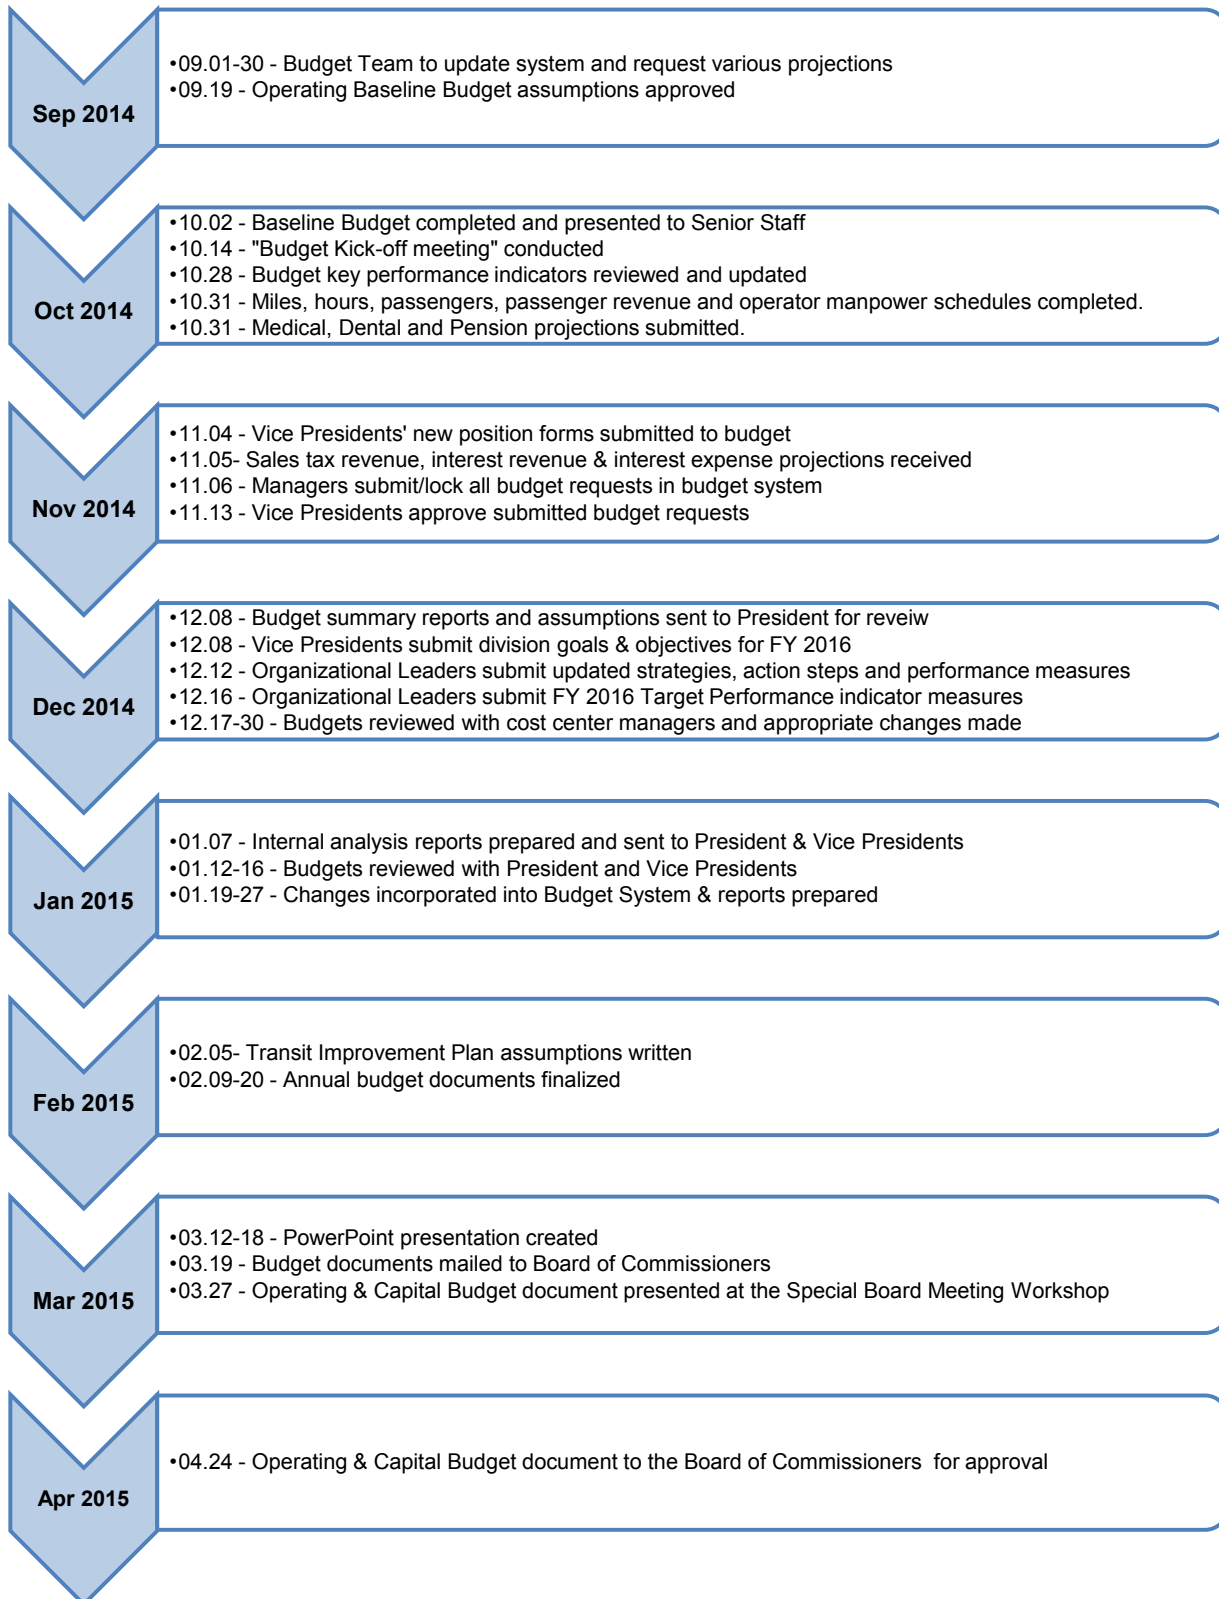 Sep 2014
•09.01-30 - Budget Team to update system and request various projections
•09.19 - Operating Baseline Budget assumptions approved
Oct 2014
•10.02 - Baseline Budget completed and presented to Senior Staff
•10.14 - "Budget Kick-off meeting" conducted
•10.28 - Budget key performance indicators reviewed and updated
•10.31 - Miles, hours, passengers, passenger revenue and operator manpower schedules completed.
•10.31 - Medical, Dental and Pension projections submitted.
Nov 2014
•11.04 - Vice Presidents' new position forms submitted to budget
•11.05- Sales tax revenue, interest revenue & interest expense projections received
•11.06 - Managers submit/lock all budget requests in budget system
•11.13 - Vice Presidents approve submitted budget requests
Dec 2014
•12.08 - Budget summary reports and assumptions sent to President for reveiw
•12.08 - Vice Presidents submit division goals & objectives for FY 2016
•12.12 - Organizational Leaders submit updated strategies, action steps and performance measures
•12.16 - Organizational Leaders submit FY 2016 Target Performance indicator measures
•12.17-30 - Budgets reviewed with cost center managers and appropriate changes made
Jan 2015
•01.07 - Internal analysis reports prepared and sent to President & Vice Presidents
•01.12-16 - Budgets reviewed with President and Vice Presidents
•01.19-27 - Changes incorporated into Budget System & reports prepared
Feb 2015
•02.05- Transit Improvement Plan assumptions written
•02.09-20 - Annual budget documents finalized
Mar 2015
•03.12-18 - PowerPoint presentation created
•03.19 - Budget documents mailed to Board of Commissioners
•03.27 - Operating & Capital Budget document presented at the Special Board Meeting Workshop
Apr 2015
•04.24 - Operating & Capital Budget document to the Board of Commissioners  for approval